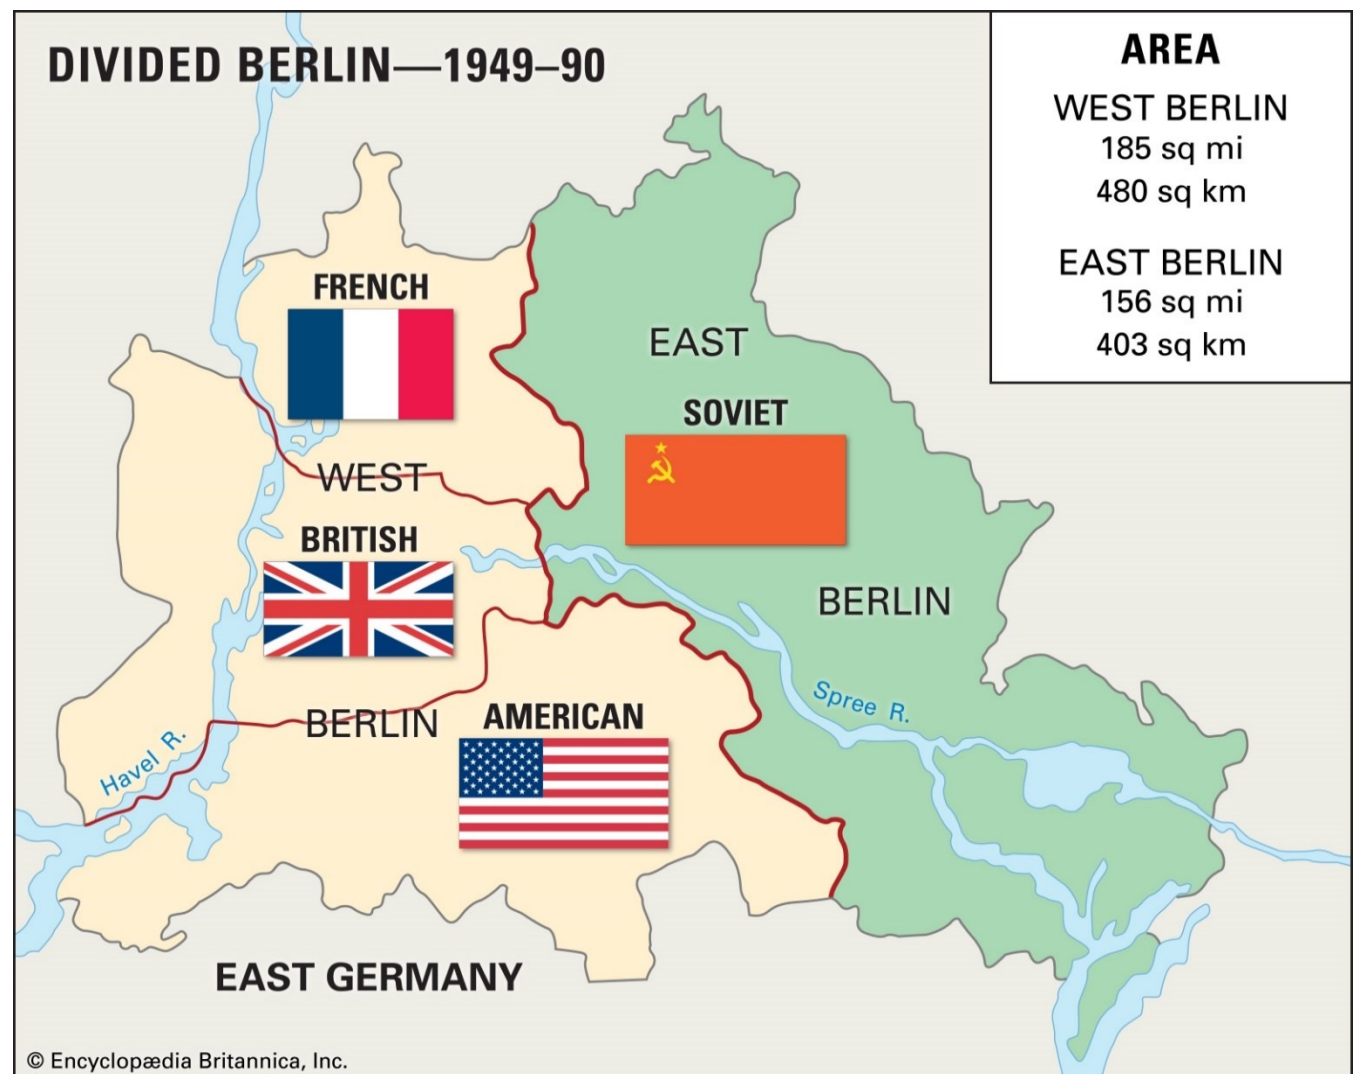 DIVIDED BERLIN—1949–90
AREA
WEST BERLIN
185 sq mi
480 sq km
EAST BERLIN
156 sq mi
403 sq km
FRENCH
EAST
SOVIET
WEST
BRITISH
BERLIN
Spree R.
AMERICAN
BERLIN
Havel R.
EAST GERMANY
© Encyclopædia Britannica, Inc.